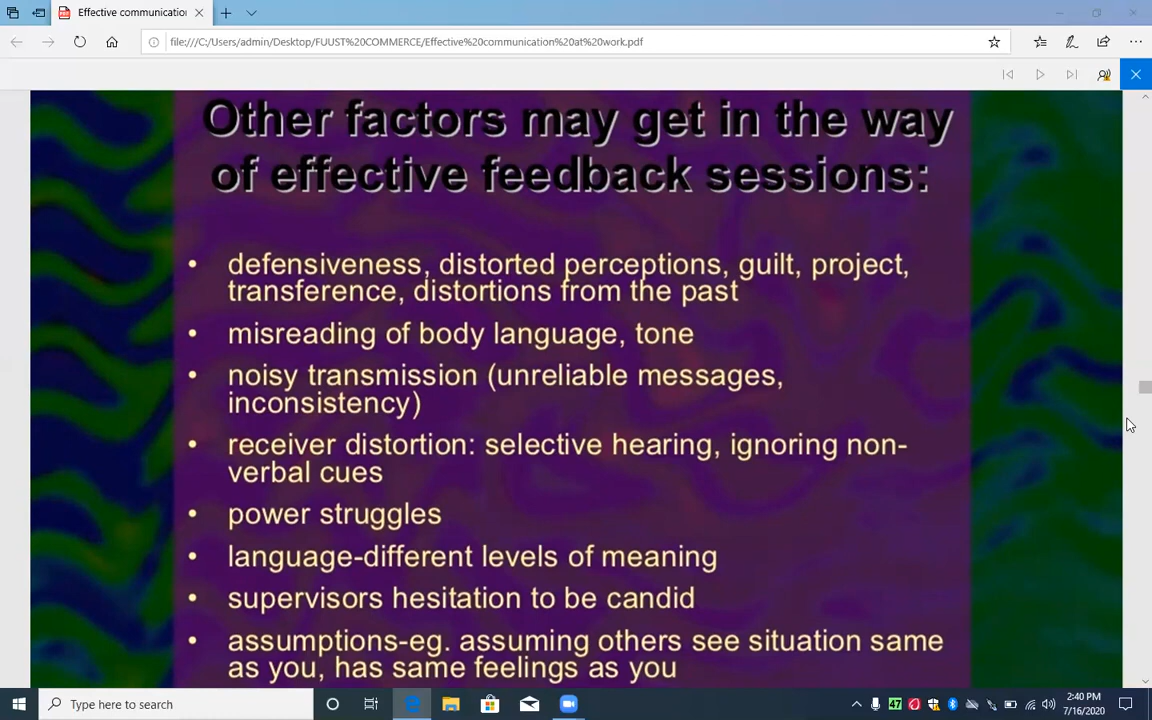 Effective communication
file:///C:/Users/admin/Desktop/FUUST%20COMMERCE/Effective%20communication%20at%20work.pdf
Other factors may get in the way
of effective feedback sessions:
• defensiveness, distorted perceptions, guilt, project,
transference, distortions from the past
• misreading of body language, tone
• noisy transmission (unreliable messages,
inconsistency)
• receiver distortion: selective hearing, ignoring non-
verbal cues
• power struggles
• language-different levels of meaning
• supervisors hesitation to be candid
• assumptions-eg. assuming others see situation same
as you, has same feelings as you
Type here to search
47
2:40 PM
7/16/2020